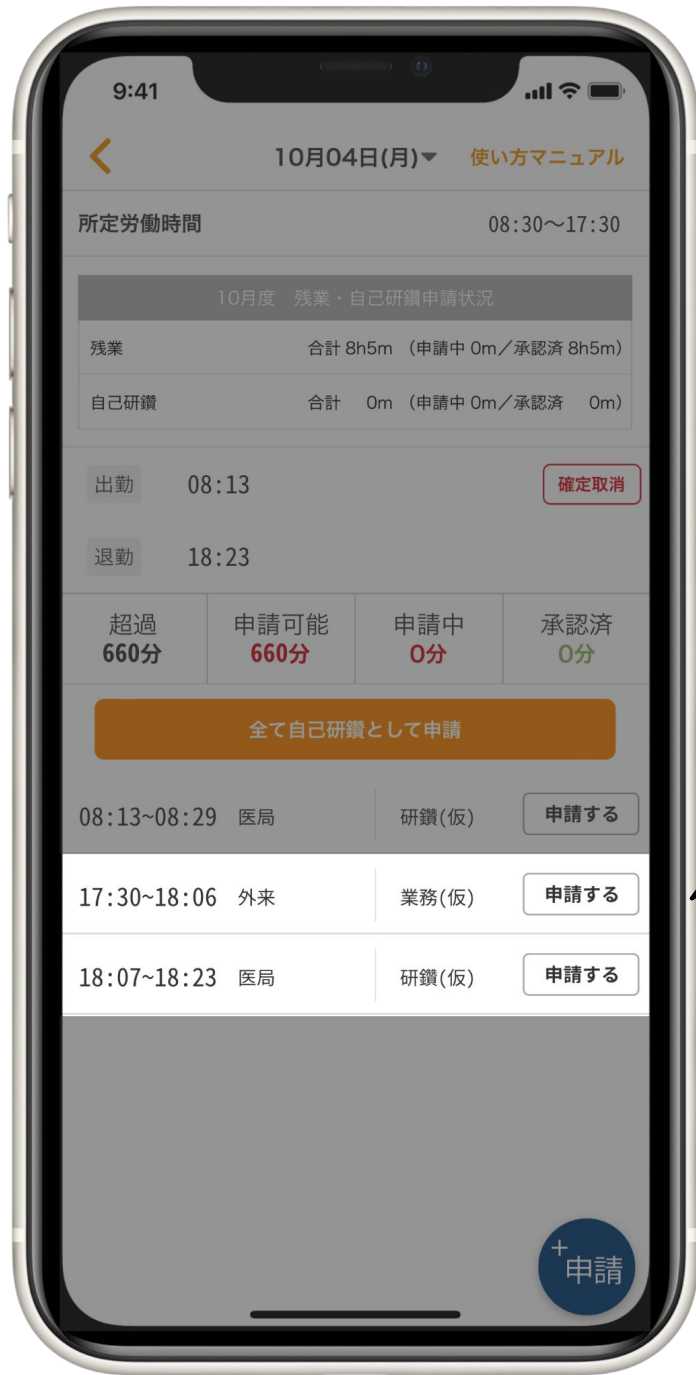 9:41
10月04日(月)▼ 使い方マニュアル
所定労働時間 08:30〜17:30
10月度 残業・自己研鑽申請状況
残業 合計 8h5m (申請中 0m／承認済 8h5m)
自己研鑽 合計 0m (申請中 0m／承認済 0m)
出勤 08:13 確定取消
退勤 18:23
超過 申請可能 申請中 承認済
660分 660分 0分 0分
全て自己研鑽として申請
08:13~08:29 医局 研鑽(仮) 申請する
17:30~18:06 外来 業務(仮) 申請する
18:07~18:23 医局 研鑽(仮) 申請する
+申請